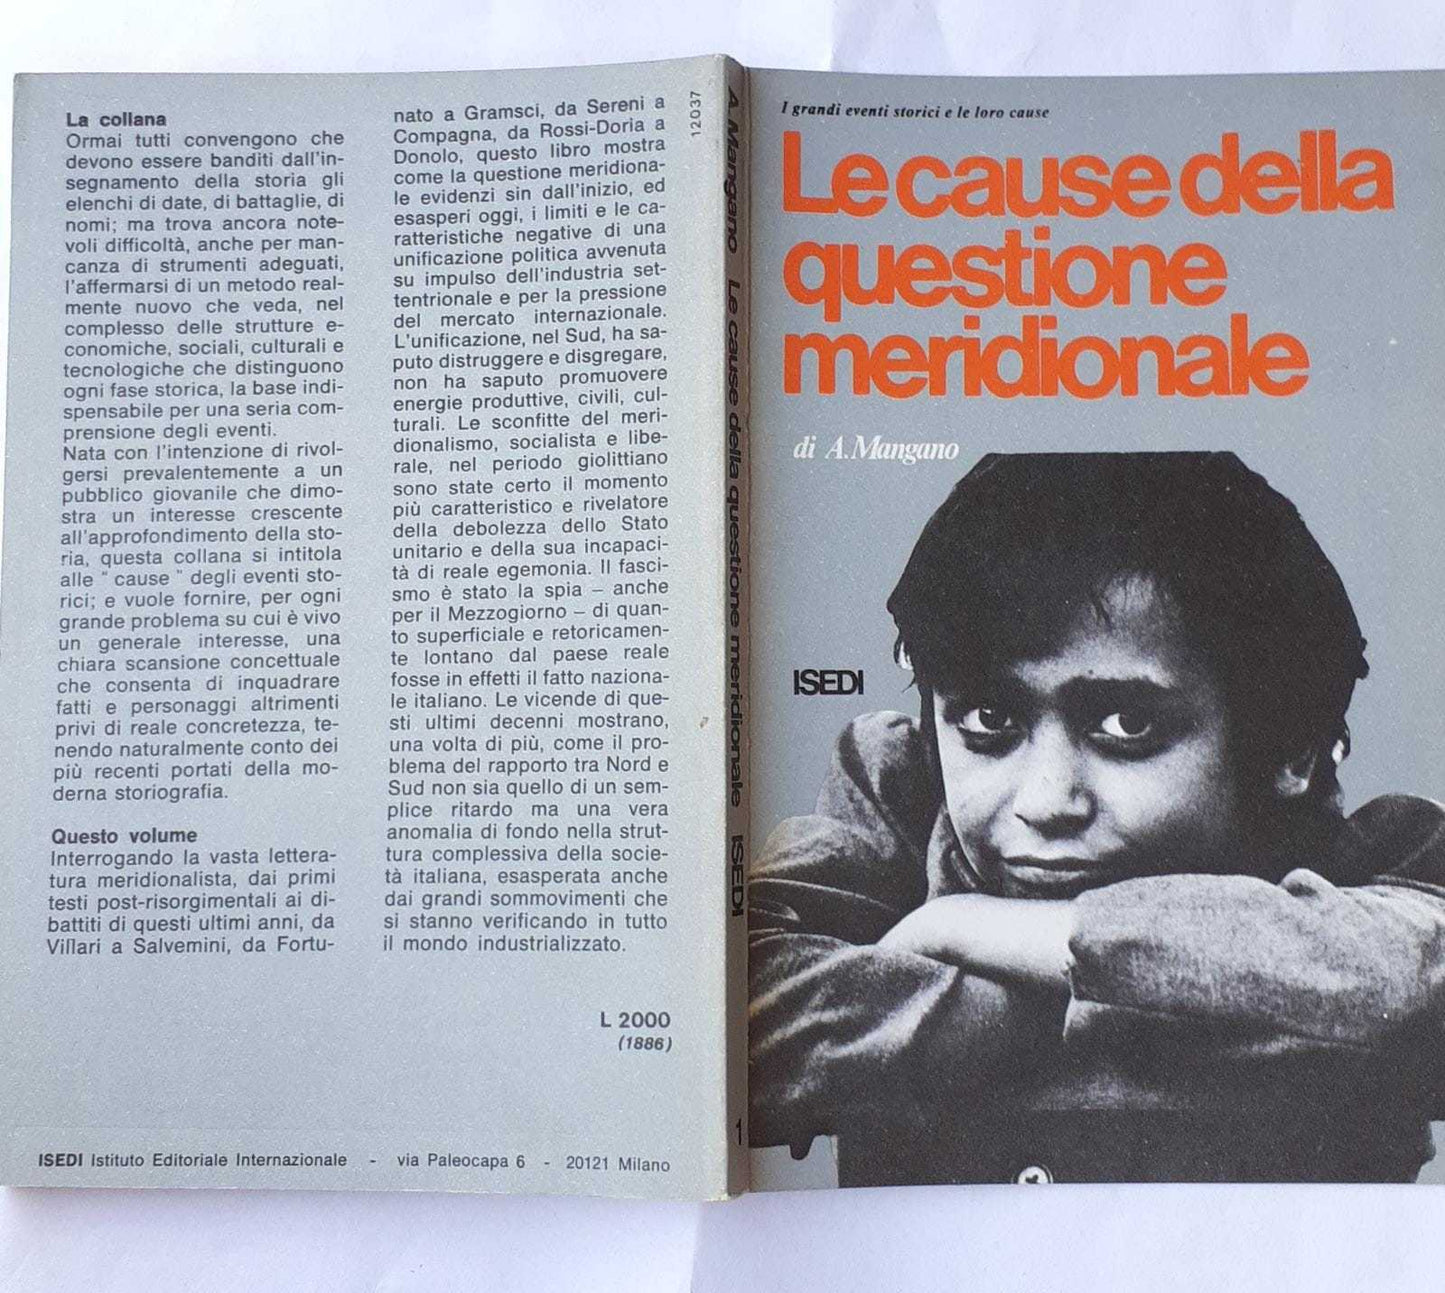 La collana
Ormai tutti convengono che
devono essere banditi dall'in-
segnamento della storia gli
elenchi di date, di battaglie, di
nomi; ma trova ancora note-
voli difficoltà, anche per man-
canza di strumenti adeguati,
l'affermarsi di un metodo real-
mente nuovo che veda, nel
complesso delle strutture e-
conomiche, sociali, culturali e
tecnologiche che distinguono
ogni fase storica, la base indi-
spensabile per una seria com-
prensione degli eventi.
Nata con l'intenzione di rivol-
gersi prevalentemente a un
pubblico giovanile che dimo-
stra un interesse crescente
all'approfondimento della sto-
ria, questa collana si intitola
alle " cause " degli eventi sto-
rici; e vuole fornire, per ogni
grande problema su cui è vivo
un generale interesse, una
chiara scansione concettuale
che consenta di inquadrare
fatti e personaggi altrimenti
privi di reale concretezza, te-
nendo naturalmente conto dei
più recenti portati della mo-
derna storiografia.
Questo volume
Interrogando la vasta lettera-
tura meridionalista, dai primi
testi post-risorgimentali ai di-
battiti di questi ultimi anni, da
Villari a Salvemini, da Fortu-
nato a Gramsci, da Sereni a
Compagna, da Rossi-Doria a
Donolo, questo libro mostra
come la questione meridiona-
le evidenzi sin dall'inizio, ed
esasperi oggi, i limiti e le ca-
ratteristiche negative di una
unificazione politica avvenuta
su impulso dell'industria set-
tentrionale e per la pressione
del mercato internazionale.
L'unificazione, nel Sud, ha sa-
puto distruggere e disgregare,
non ha saputo promuovere
energie produttive, civili, cul-
turali. Le sconfitte del meri-
dionalismo, socialista e libe-
rale, nel periodo giolittiano
sono state certo il momento
più caratteristico e rivelatore
della debolezza dello Stato
unitario e della sua incapaci-
tà di reale egemonia. Il fasci-
smo è stato la spia – anche
per il Mezzogiorno – di quan-
to superficiale e retoricamen-
te lontano dal paese reale
fosse in effetti il fatto naziona-
le italiano. Le vicende di que-
sti ultimi decenni mostrano,
una volta di più, come il pro-
blema del rapporto tra Nord e
Sud non sia quello di un sem-
plice ritardo ma una vera
anomalia di fondo nella strut-
tura complessiva della socie-
tà italiana, esasperata anche
dai grandi sommovimenti che
si stanno verificando in tutto
il mondo industrializzato.
L 2000
(1886)
ISEDI Istituto Editoriale Internazionale - via Paleocapa 6 - 20121 Milano
12037
A. Mangano Le cause della questione meridionale ISEDI
1
I grandi eventi storici e le loro cause
Le cause della
questione
meridionale
di A. Mangano
ISEDI